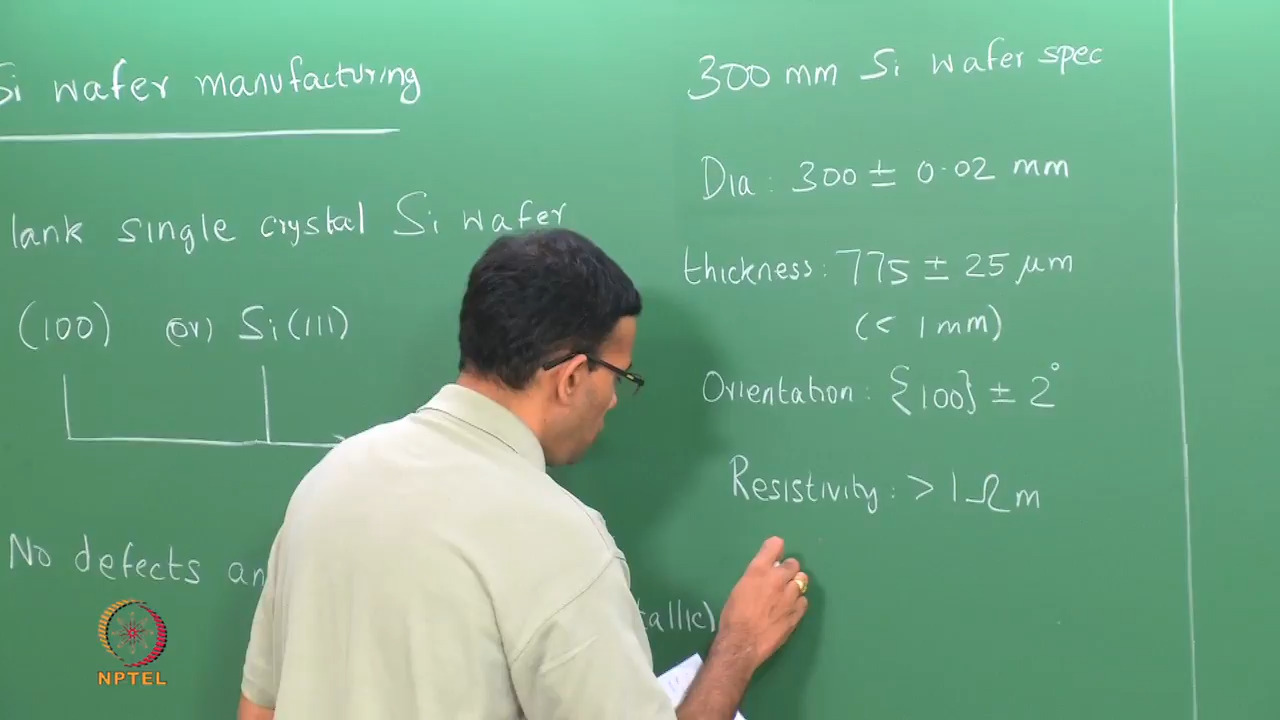 Si wafer manufacturing
lank single crystal Si wafer
(100) (or) Si(111)
No defects an
tallic)
300 mm Si wafer spec
Dia: 300 ± 0.02 mm
thickness: 775 ± 25 μm
(< 1 mm)
Orientation: {100} ± 2°
Resistivity: > 1 Ωm
NPTEL